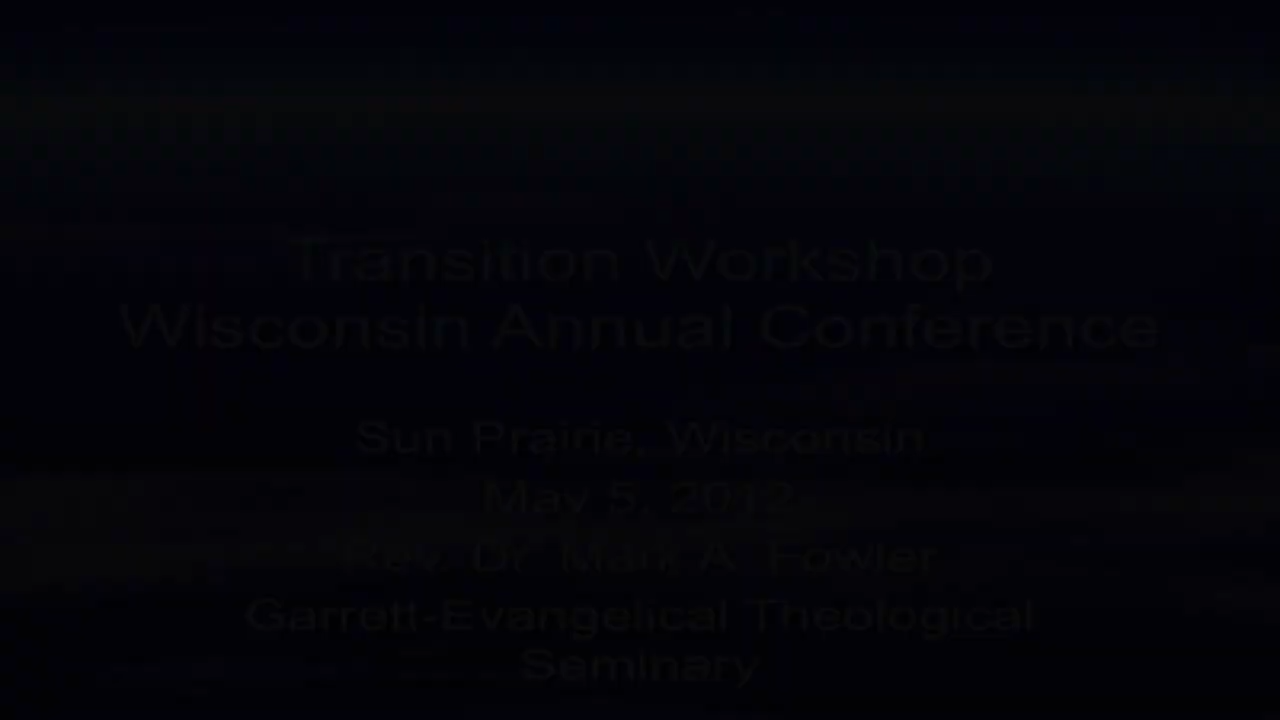 Transition Workshop
Wisconsin Annual Conference
Sun Prairie, Wisconsin
May 5, 2012
Rev. Dr. Mark A. Fowler
Garrett-Evangelical Theological
Seminary